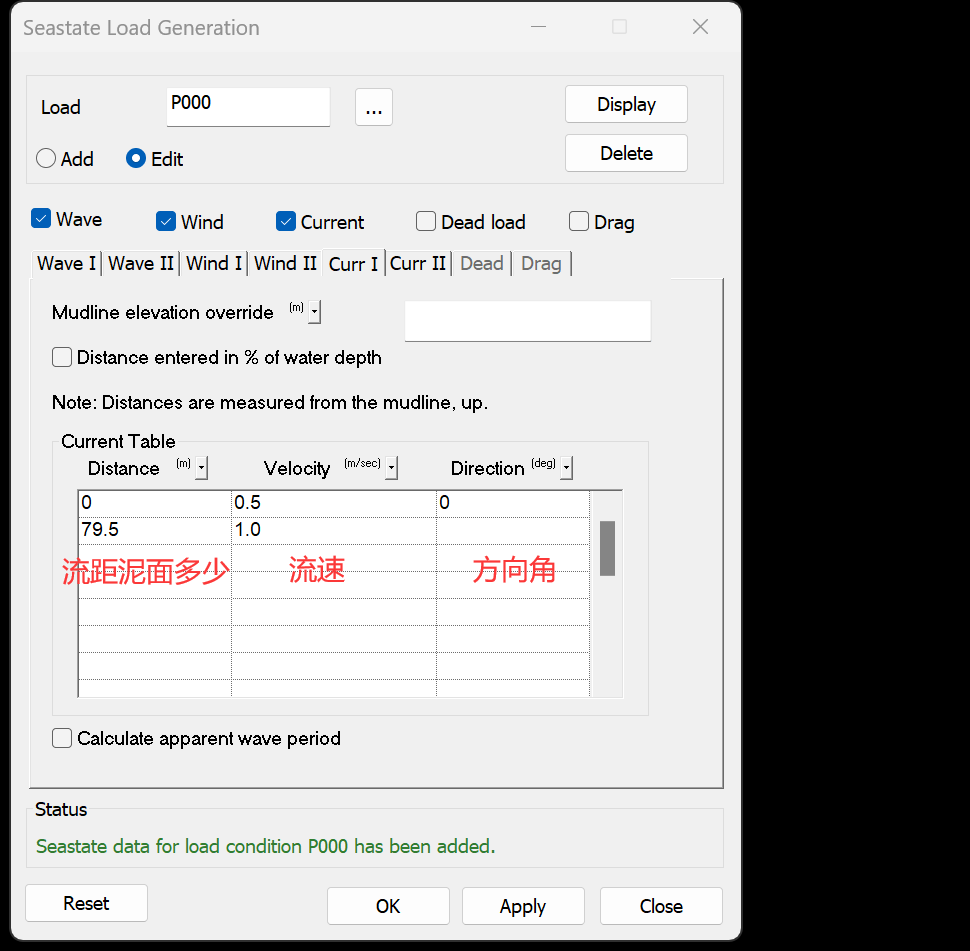 Seastate Load Generation
Load P000 ... Display
Add Edit Delete
Wave Wind Current Dead load Drag
Wave I Wave II Wind I Wind II Curr I Curr II Dead Drag
Mudline elevation override (m)
Distance entered in % of water depth
Note: Distances are measured from the mudline, up.
Current Table
Distance (m) Velocity (m/sec) Direction (deg)
0 0.5 0
79.5 1.0
流距泥面多少 流速 方向角
Calculate apparent wave period
Status
Seastate data for load condition P000 has been added.
Reset OK Apply Close